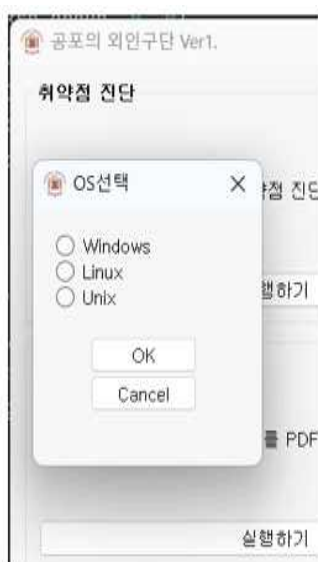 공포의 외인구단 Ver1.
취약점 진단
OS선택
점 진단
Windows
Linux
Unix
행하기
OK
Cancel
를 PDF
실행하기